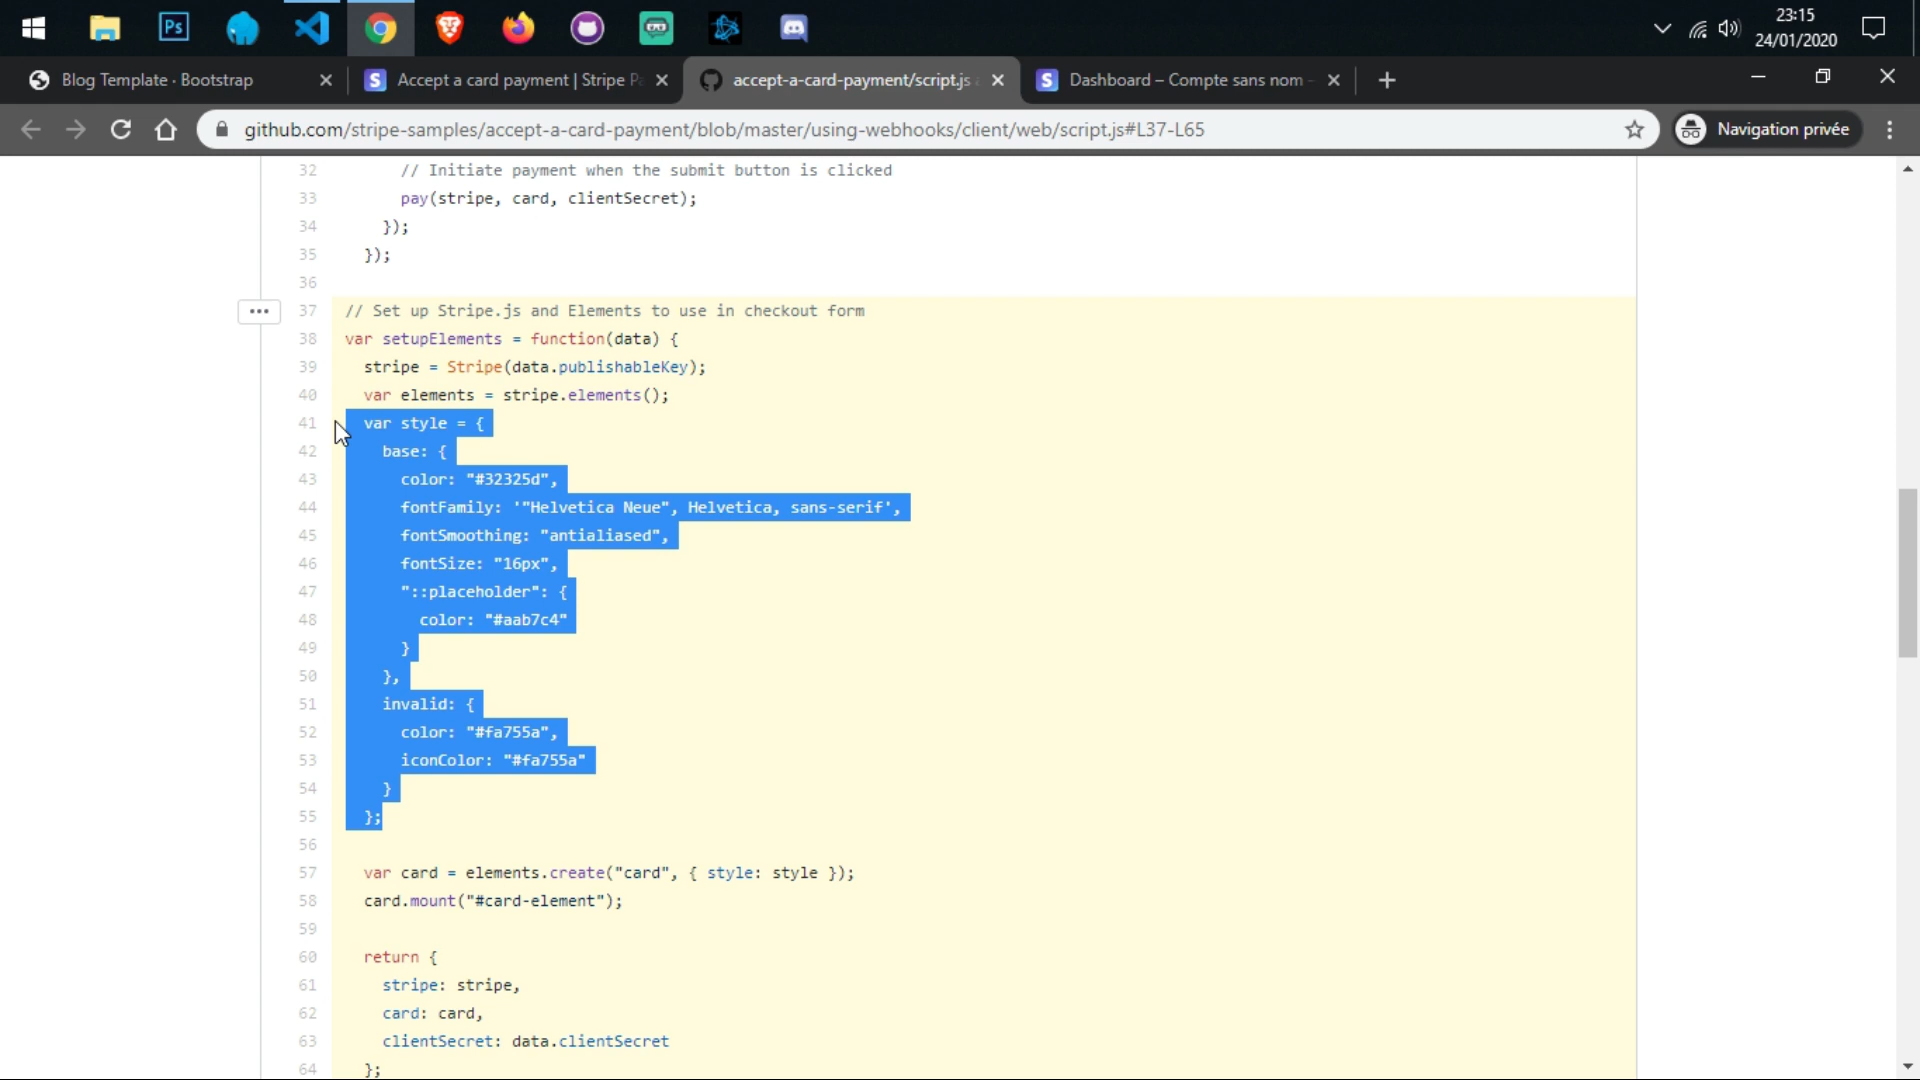 Ps
23:15
24/01/2020
Blog Template · Bootstrap
S Accept a card payment | Stripe Pa
accept-a-card-payment/script.js
S Dashboard – Compte sans nom –
github.com/stripe-samples/accept-a-card-payment/blob/master/using-webhooks/client/web/script.js#L37-L65
Navigation privée
32 // Initiate payment when the submit button is clicked
33 pay(stripe, card, clientSecret);
34 });
35 });
36
37 // Set up Stripe.js and Elements to use in checkout form
38 var setupElements = function(data) {
39 stripe = Stripe(data.publishableKey);
40 var elements = stripe.elements();
41 var style = {
42 base: {
43 color: "#32325d",
44 fontFamily: '"Helvetica Neue", Helvetica, sans-serif',
45 fontSmoothing: "antialiased",
46 fontSize: "16px",
47 "::placeholder": {
48 color: "#aab7c4"
49 }
50 },
51 invalid: {
52 color: "#fa755a",
53 iconColor: "#fa755a"
54 }
55 };
56
57 var card = elements.create("card", { style: style });
58 card.mount("#card-element");
59
60 return {
61 stripe: stripe,
62 card: card,
63 clientSecret: data.clientSecret
64 };